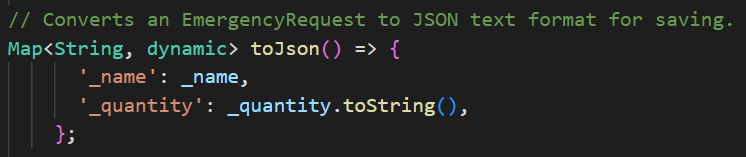 // Converts an EmergencyRequest to JSON text format for saving.
Map<String, dynamic> toJson() => {
'_name': _name,
'_quantity': _quantity.toString(),
};